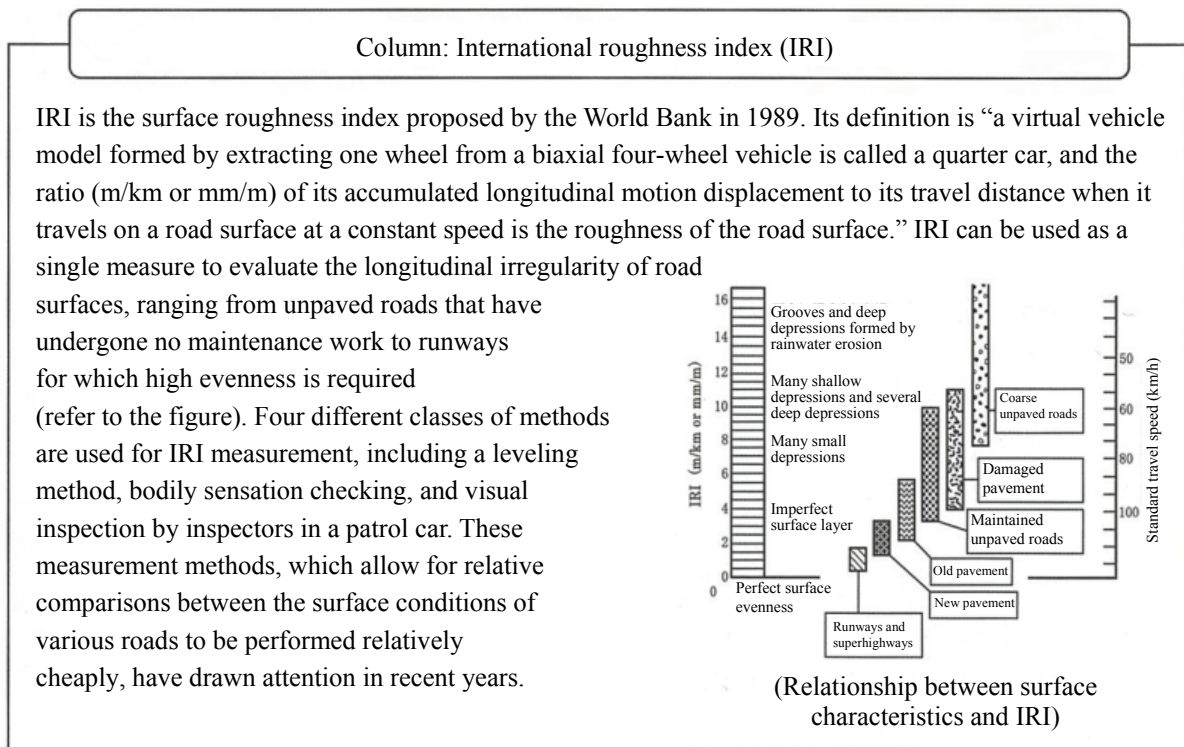 Column: International roughness index (IRI)
IRI is the surface roughness index proposed by the World Bank in 1989. Its definition is “a virtual vehicle
model formed by extracting one wheel from a biaxial four-wheel vehicle is called a quarter car, and the
ratio (m/km or mm/m) of its accumulated longitudinal motion displacement to its travel distance when it
travels on a road surface at a constant speed is the roughness of the road surface.” IRI can be used as a
single measure to evaluate the longitudinal irregularity of road
surfaces, ranging from unpaved roads that have
undergone no maintenance work to runways
for which high evenness is required
(refer to the figure). Four different classes of methods
are used for IRI measurement, including a leveling
method, bodily sensation checking, and visual
inspection by inspectors in a patrol car. These
measurement methods, which allow for relative
comparisons between the surface conditions of
various roads to be performed relatively
cheaply, have drawn attention in recent years.
IRI (m/km or mm/m)
16
14
12
10
8
6
4
2
0
0
Grooves and deep
depressions formed by
rainwater erosion
Many shallow
depressions and several
deep depressions
Many small
depressions
Imperfect
surface layer
Perfect surface
evenness
Runways and
superhighways
New pavement
Old pavement
Maintained
unpaved roads
Damaged
pavement
Coarse
unpaved roads
50
60
80
100
Standard travel speed (km/h)
(Relationship between surface
characteristics and IRI)